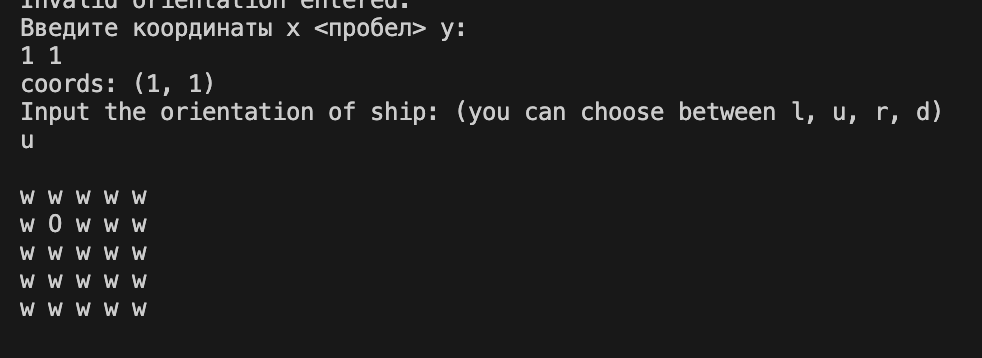 Invalid orientation entered.
Введите координаты x <пробел> y:
1 1
coords: (1, 1)
Input the orientation of ship: (you can choose between l, u, r, d)
u
w w w w w
w O w w w
w w w w w
w w w w w
w w w w w